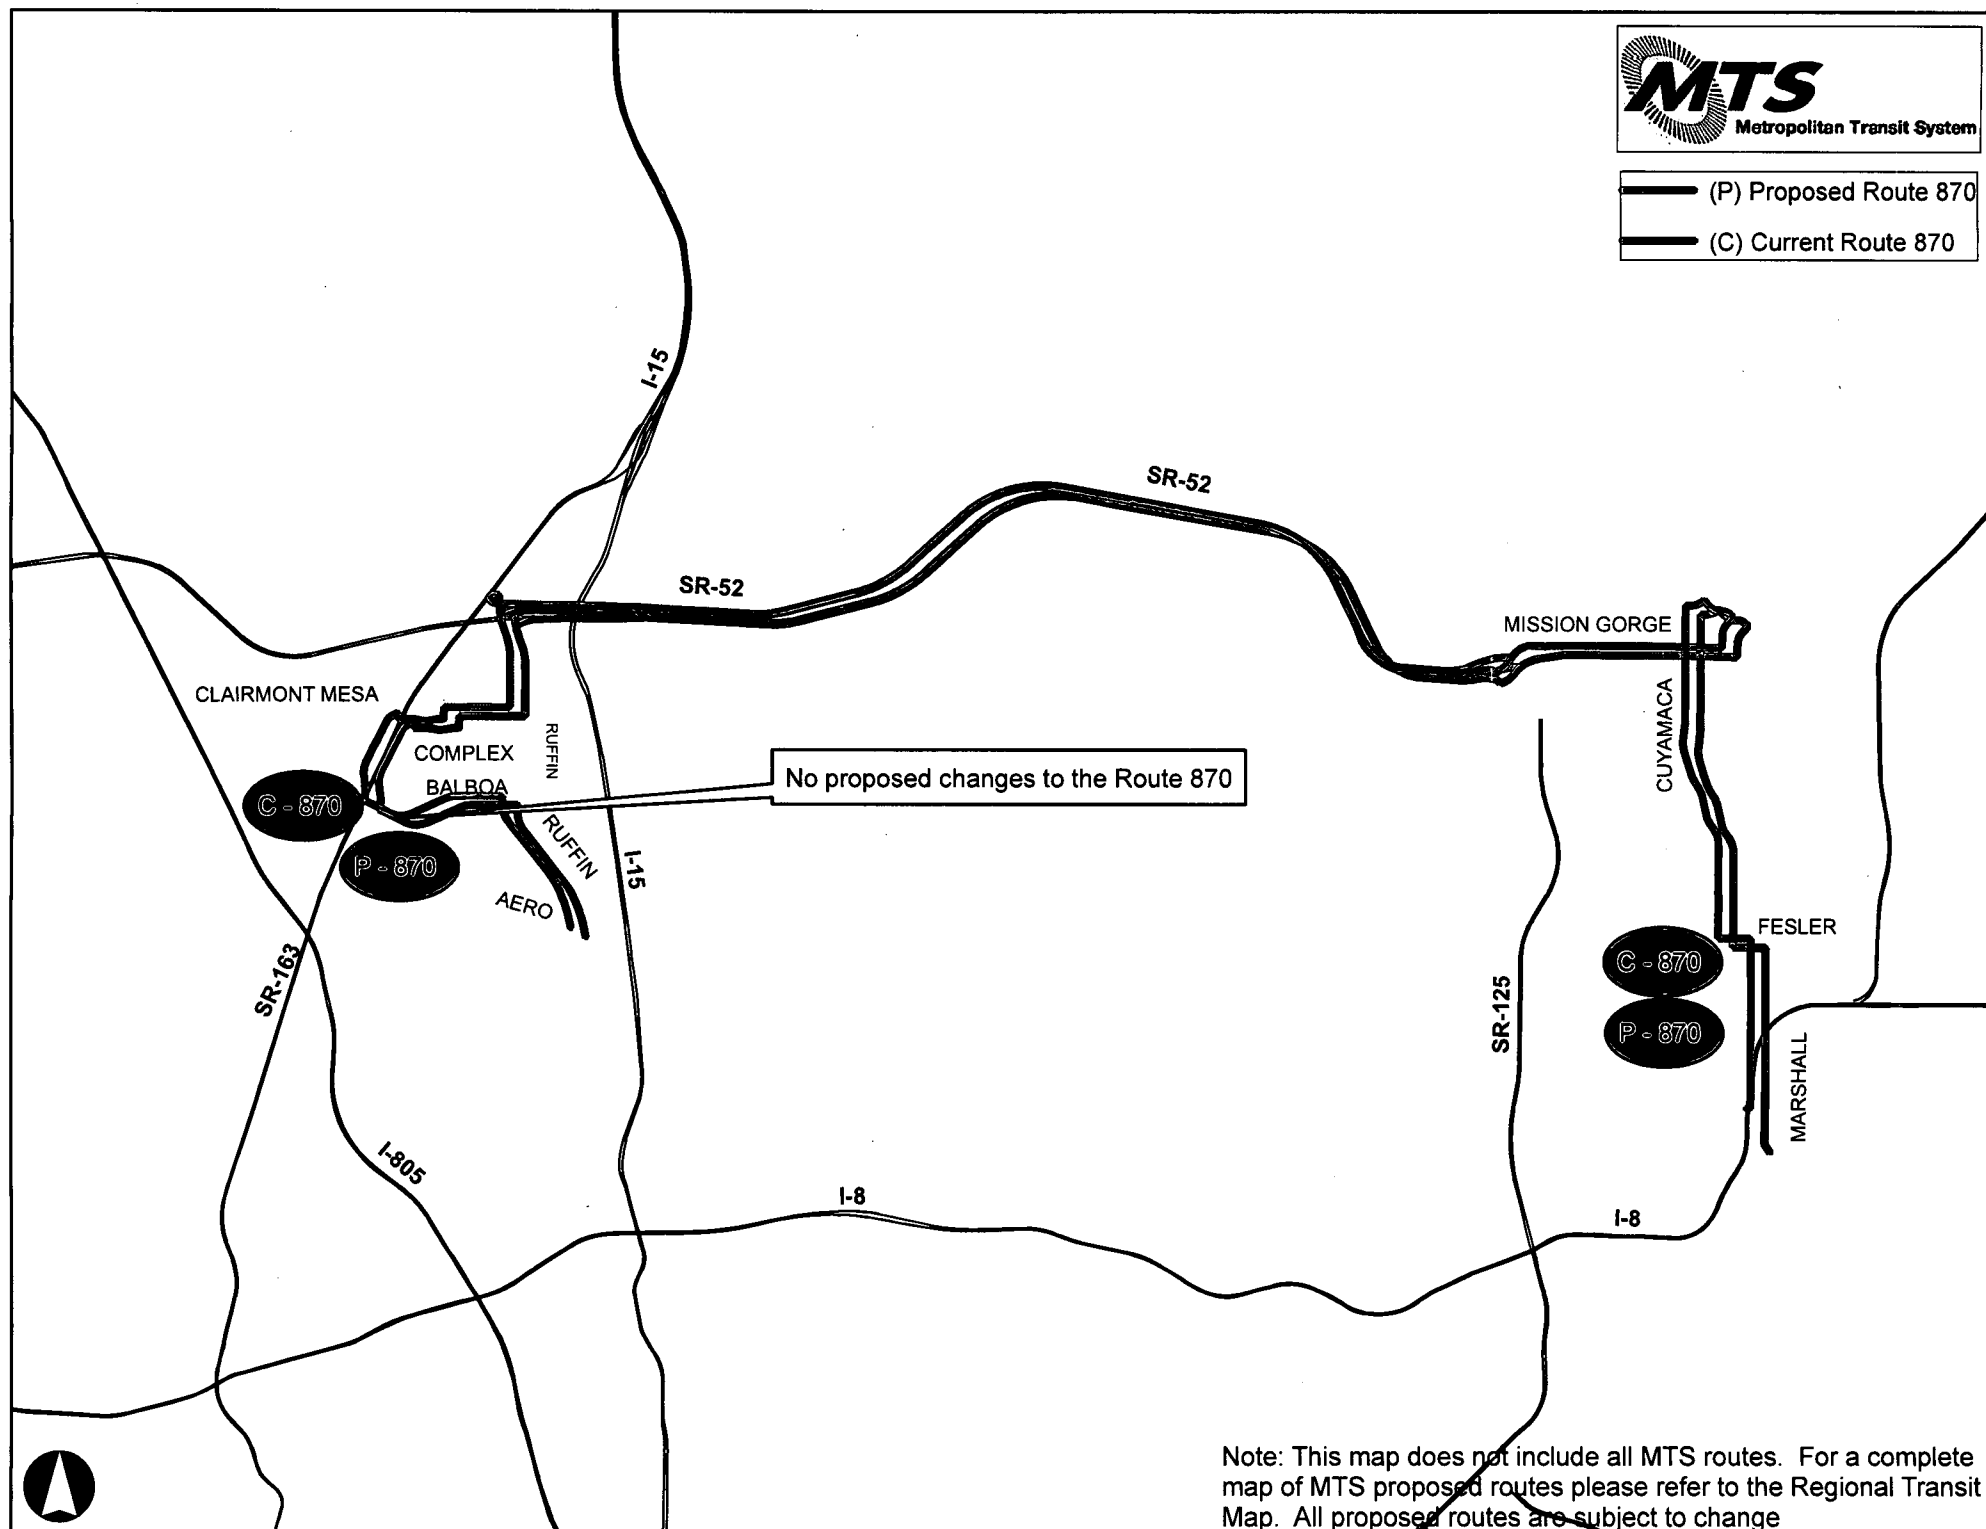 MTS
Metropolitan Transit System
(P) Proposed Route 870
(C) Current Route 870
I-15
SR-52
SR-52
MISSION GORGE
CLAIRMONT MESA
CUYAMACA
RUFFIN
COMPLEX
BALBOA
No proposed changes to the Route 870
C - 870
P - 870
RUFFIN
I-15
AERO
FESLER
C - 870
SR-163
SR-125
P - 870
MARSHALL
I-805
I-8
I-8
Note: This map does not include all MTS routes. For a complete
map of MTS proposed routes please refer to the Regional Transit
Map. All proposed routes are subject to change